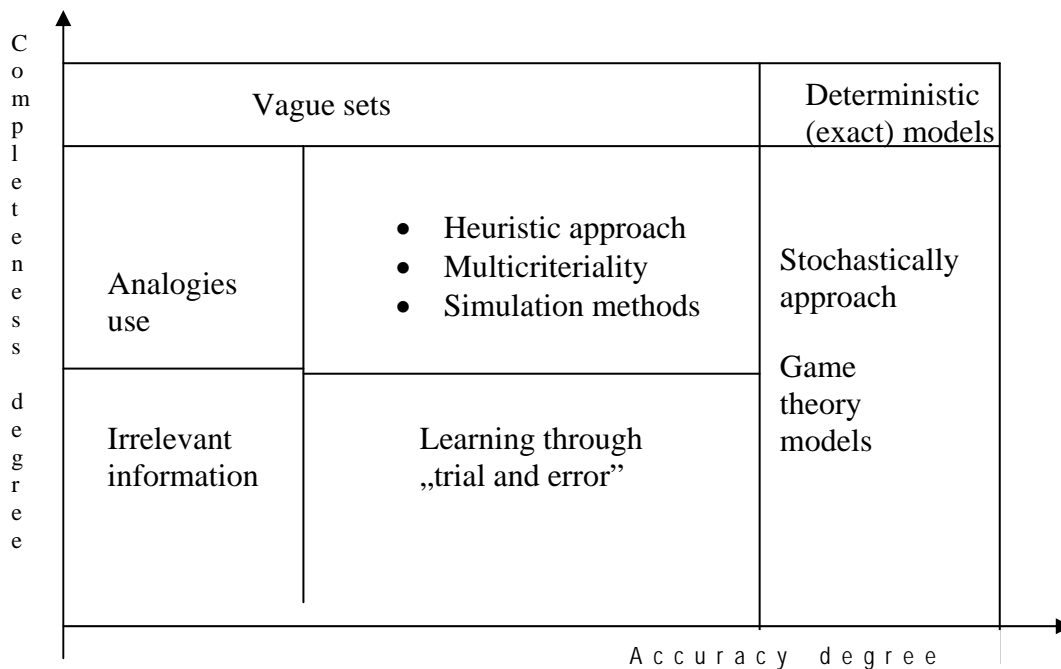 Completeness degree
Vague sets
Deterministic
(exact) models
• Heuristic approach
• Multicriteriality
• Simulation methods
Analogies
use
Stochastically
approach
Game
theory
models
Irrelevant
information
Learning through
„trial and error”
Accuracy degree